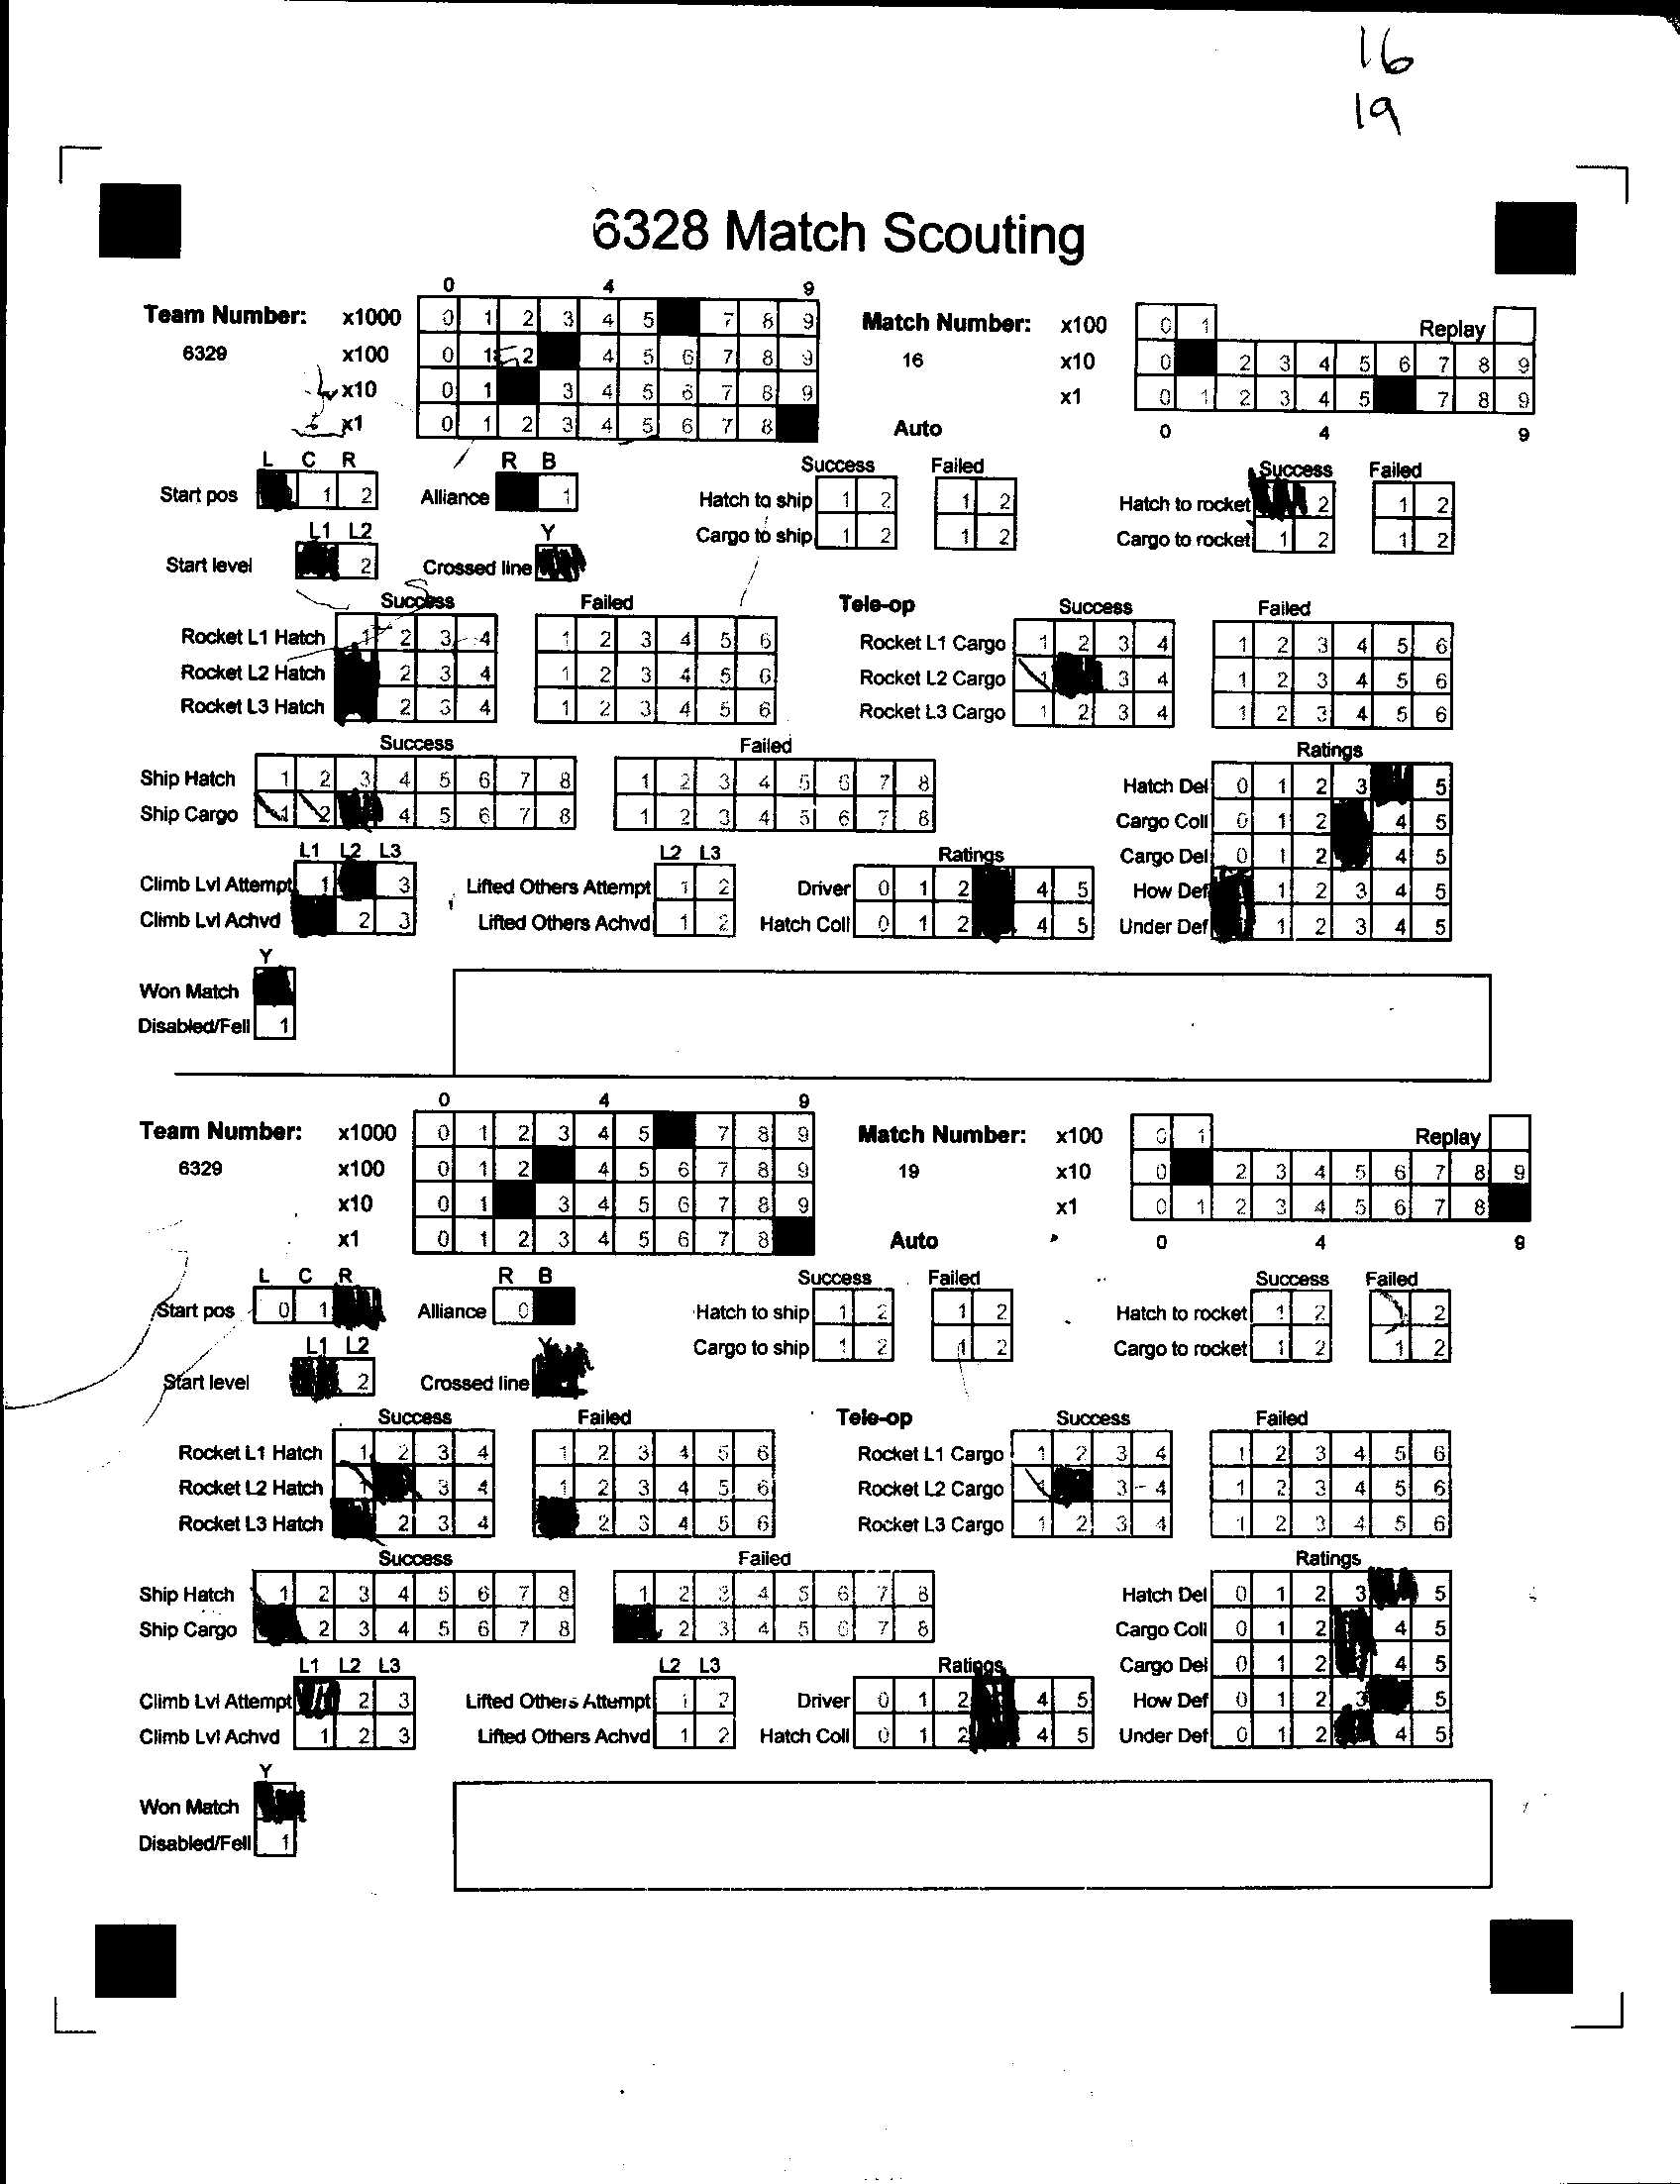 16
19
6328 Match Scouting
0 4 9
Team Number: x1000 0 1 2 3 4 5 7 8 9 Match Number: x100 0 1 Replay
6329 x100 0 1 2 4 5 6 7 8 9 16 x10 0 2 3 4 5 6 7 8 9
x10 0 1 3 4 5 6 7 8 9 x1 0 1 2 3 4 5 7 8 9
x1 0 1 2 3 4 5 6 7 8 Auto 0 4 9
L C R R B Success Failed Success Failed
Start pos 1 2 Alliance 1 Hatch to ship 1 2 1 2 Hatch to rocket 2 1 2
L1 L2 Y Cargo to ship 1 2 1 2 Cargo to rocket 1 2 1 2
Start level 2 Crossed line
Success Failed Tele-op Success Failed
Rocket L1 Hatch 1 2 3 4 1 2 3 4 5 6 Rocket L1 Cargo 1 2 3 4 1 2 3 4 5 6
Rocket L2 Hatch 2 3 4 1 2 3 4 5 6 Rocket L2 Cargo 1 3 4 1 2 3 4 5 6
Rocket L3 Hatch 2 3 4 1 2 3 4 5 6 Rocket L3 Cargo 1 2 3 4 1 2 3 4 5 6
Success Failed Ratings
Ship Hatch 1 2 3 4 5 6 7 8 1 2 3 4 5 6 7 8 Hatch Del 0 1 2 3 5
Ship Cargo 1 2 4 5 6 7 8 1 2 3 4 5 6 7 8 Cargo Coll 0 1 2 4 5
L1 L2 L3 L2 L3 Ratings Cargo Del 0 1 2 4 5
Climb Lvl Attempt 1 3 Lifted Others Attempt 1 2 Driver 0 1 2 4 5 How Def 1 2 3 4 5
Climb Lvl Achvd 2 3 Lifted Others Achvd 1 2 Hatch Coll 0 1 2 4 5 Under Def 1 2 3 4 5
Y
Won Match
Disabled/Fell 1
0 4 9
Team Number: x1000 0 1 2 3 4 5 7 8 9 Match Number: x100 0 1 Replay
6329 x100 0 1 2 4 5 6 7 8 9 19 x10 0 2 3 4 5 6 7 8 9
x10 0 1 3 4 5 6 7 8 9 x1 0 1 2 3 4 5 6 7 8
x1 0 1 2 3 4 5 6 7 8 Auto 0 4 9
L C R R B Success Failed Success Failed
Start pos 0 1 Alliance 0 Hatch to ship 1 2 1 2 Hatch to rocket 1 2 2
L1 L2 Y Cargo to ship 1 2 1 2 Cargo to rocket 1 2 1 2
Start level 2 Crossed line
Success Failed Tele-op Success Failed
Rocket L1 Hatch 1 2 3 4 1 2 3 4 5 6 Rocket L1 Cargo 1 2 3 4 1 2 3 4 5 6
Rocket L2 Hatch 1 3 4 1 2 3 4 5 6 Rocket L2 Cargo 1 3 4 1 2 3 4 5 6
Rocket L3 Hatch 2 3 4 2 3 4 5 6 Rocket L3 Cargo 1 2 3 4 1 2 3 4 5 6
Success Failed Ratings
Ship Hatch 1 2 3 4 5 6 7 8 1 2 3 4 5 6 7 8 Hatch Del 0 1 2 3 5
Ship Cargo 2 3 4 5 6 7 8 2 3 4 5 6 7 8 Cargo Coll 0 1 2 4 5
L1 L2 L3 L2 L3 Ratings Cargo Del 0 1 2 4 5
Climb Lvl Attempt 2 3 Lifted Others Attempt 1 2 Driver 0 1 2 4 5 How Def 0 1 2 3 5
Climb Lvl Achvd 1 2 3 Lifted Others Achvd 1 2 Hatch Coll 0 1 2 4 5 Under Def 0 1 2 4 5
Y
Won Match
Disabled/Fell 1